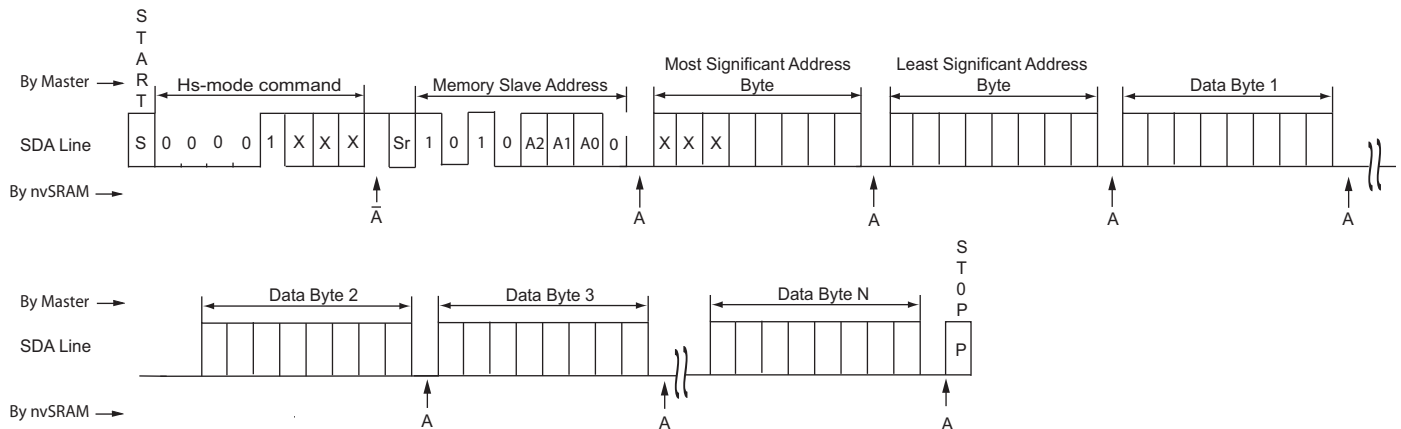 START
By Master
Hs-mode command
Memory Slave Address
Most Significant Address
Byte
Least Significant Address
Byte
Data Byte 1
SDA Line
S 0 0 0 0 1 X X X Sr 1 0 1 0 A2 A1 A0 0 X X X
By nvSRAM
A̅ A A A A
ST0P
By Master
Data Byte 2
Data Byte 3
Data Byte N
SDA Line
P
By nvSRAM
A A A